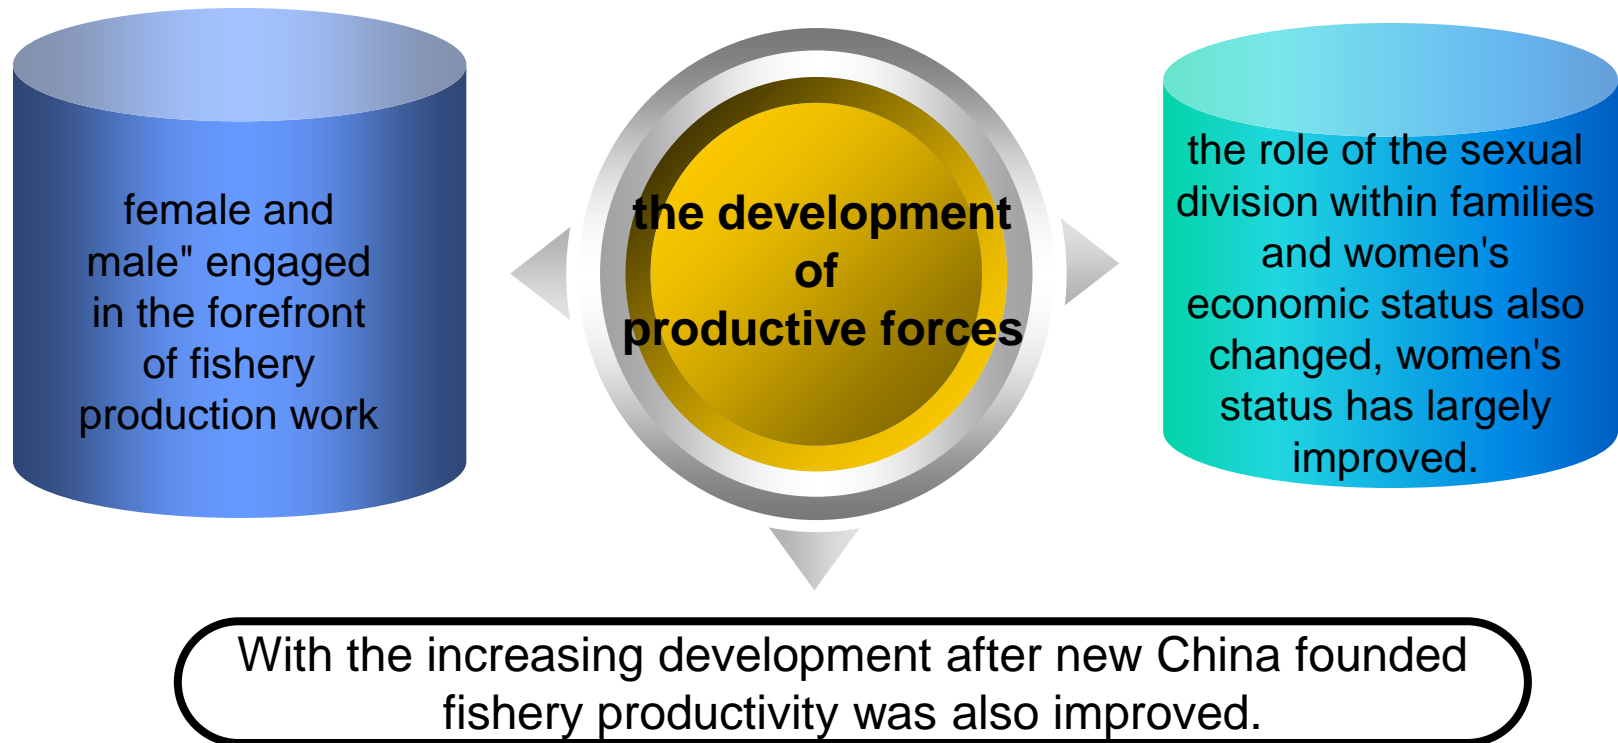 female and
male" engaged
in the forefront
of fishery
production work
the development
of
productive forces
the role of the sexual
division within families
and women's
economic status also
changed, women's
status has largely
improved.
With the increasing development after new China founded
fishery productivity was also improved.